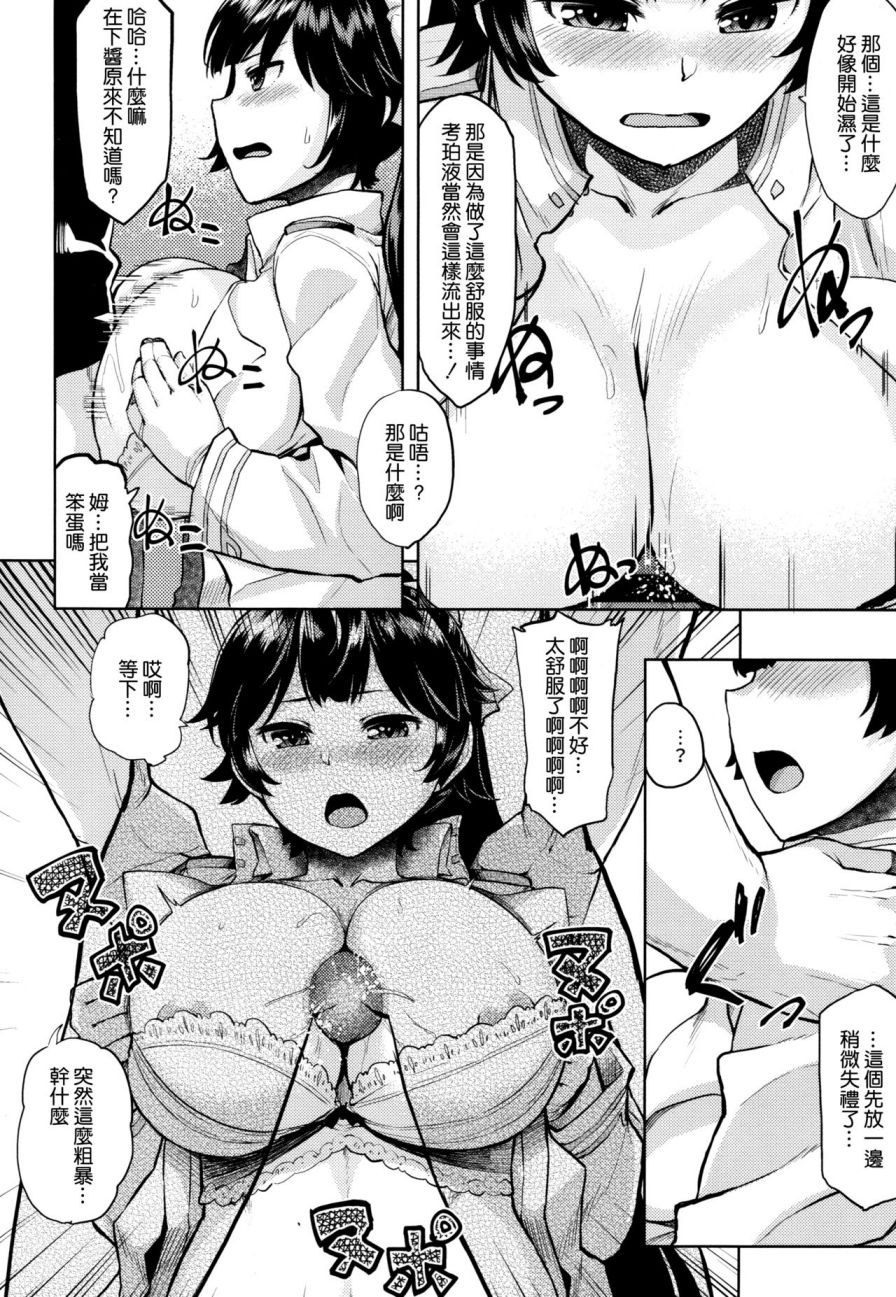 那個…這是什麼
好像開始濕了…
那是因為做了這麼舒服的事情
考珀液當然會這樣流出來…！
咕唔…？
那是什麼啊
哈哈…什麼嘛
在下醬原來不知道嗎？
姆…把我當
笨蛋嗎
ぬっ
ぬっ
ぬっ
ねニ
ぬこ
ぬこ
…？
…這個先放一邊
稍微失禮了…
ぐ
啊啊啊啊不好…
太舒服了啊啊啊啊…
哎啊…
等下…
突然這麼粗暴…
幹什麼
ヌポ
ヌポ
ヌポ